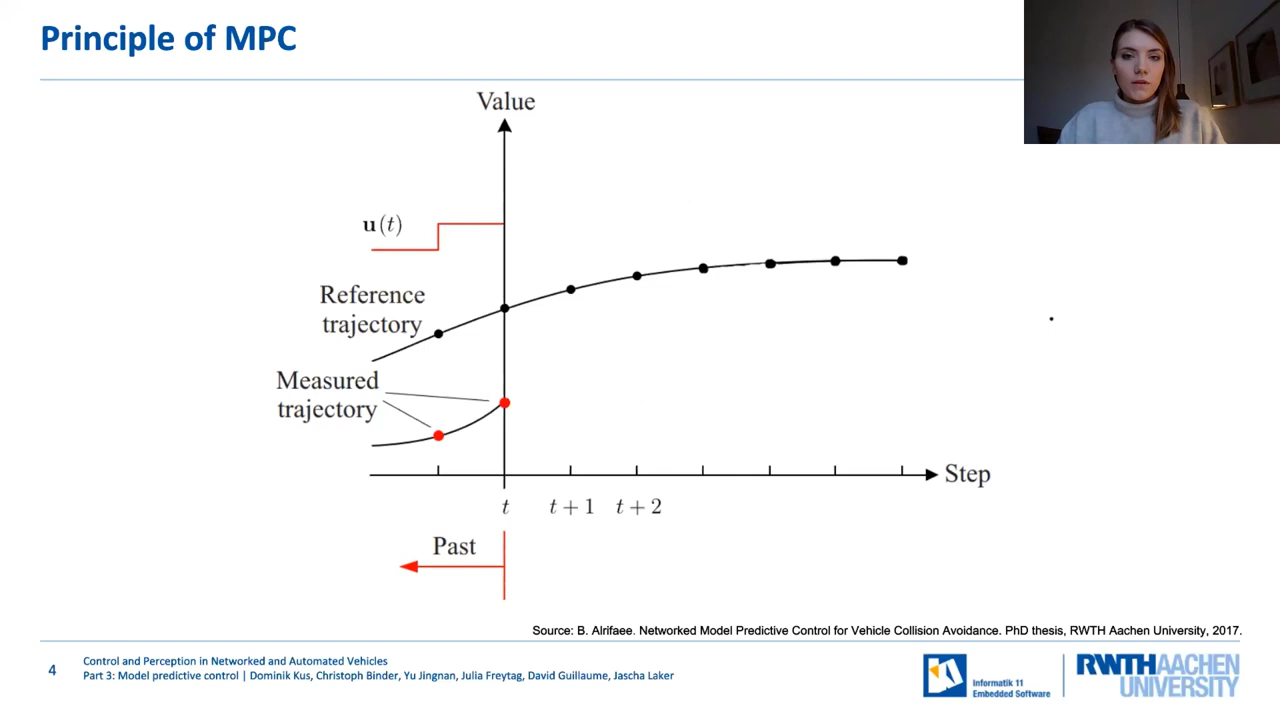 Principle of MPC
Value
u(t)
Reference
trajectory
Measured
trajectory
Step
t
t + 1
t + 2
Past
Source: B. Alrifaee. Networked Model Predictive Control for Vehicle Collision Avoidance. PhD thesis, RWTH Aachen University, 2017.
4
Control and Perception in Networked and Automated Vehicles
Part 3: Model predictive control | Dominik Kus, Christoph Binder, Yu Jingnan, Julia Freytag, David Guillaume, Jascha Laker
Informatik 11
Embedded Software
RWTHAACHEN
UNIVERSITY